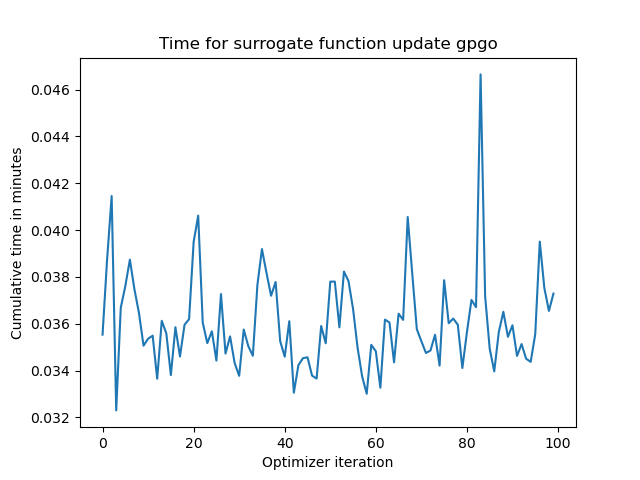 Time for surrogate function update gpgo
0.046
0.044
0.042
0.040
0.038
0.036
0.034
0.032
Cumulative time in minutes
0 20 40 60 80 100
Optimizer iteration